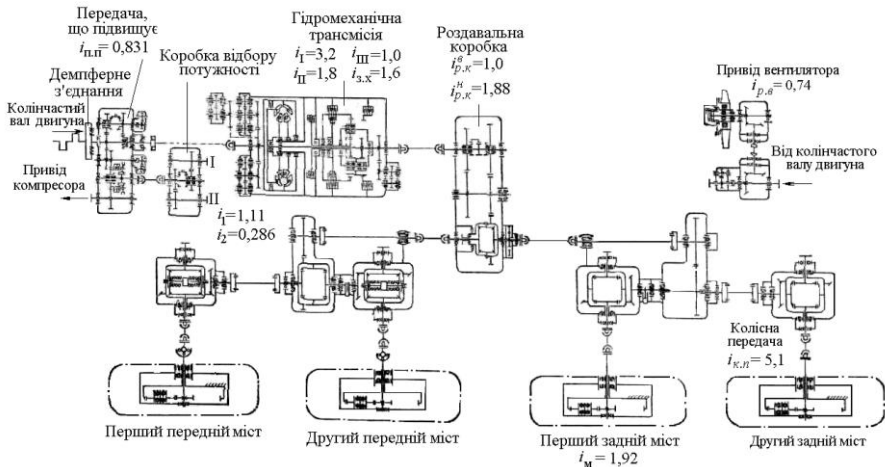 Передача,
що підвищує
iп.п= 0,831
Демпферне
з'єднання
Колінчастий
вал двигуна
Привід
компресора
Коробка відбору
потужності
I
II
i1=1,11
i2=0,286
Гідромеханічна
трансмісія
iI=3,2 iIII=1,0
iII=1,8 iз.х=1,6
Роздавальна
коробка
iвр.к=1,0
iнр.к=1,88
Привід вентилятора
iр.в=0,74
Від колінчастого
валу двигуна
Колісна
передача
iк.п= 5,1
Перший передній міст
Другий передній міст
Перший задній міст
iм = 1,92
Другий задній міст